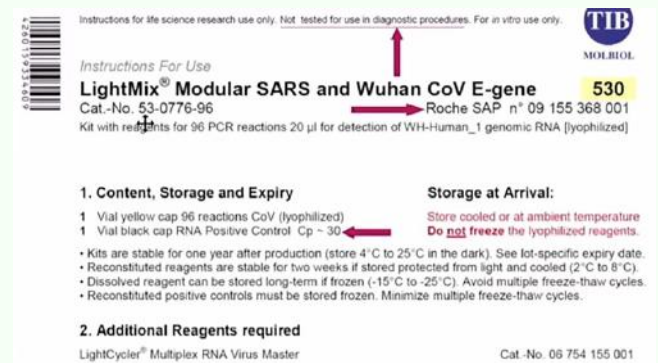 Instructions for life science research use only. Not tested for use in diagnostic procedures. For in vitro use only.
TIB
MOLBIOL
4260159334609
Instructions For Use
LightMix® Modular SARS and Wuhan CoV E-gene 530
Cat.-No. 53-0776-96 Roche SAP n° 09 155 368 001
Kit with reagents for 96 PCR reactions 20 µl for detection of WH-Human_1 genomic RNA [lyophilized]
1. Content, Storage and Expiry
1 Vial yellow cap 96 reactions CoV (lyophilized)
1 Vial black cap RNA Positive Control Cp ~ 30
Storage at Arrival:
Store cooled or at ambient temperature
Do not freeze the lyophilized reagents.
• Kits are stable for one year after production (store 4°C to 25°C in the dark). See lot-specific expiry date.
• Reconstituted reagents are stable for two weeks if stored protected from light and cooled (2°C to 8°C).
• Dissolved reagent can be stored long-term if frozen (-15°C to -25°C). Avoid multiple freeze-thaw cycles.
• Reconstituted positive controls must be stored frozen. Minimize multiple freeze-thaw cycles.
2. Additional Reagents required
LightCycler® Multiplex RNA Virus Master Cat.-No. 06 754 155 001